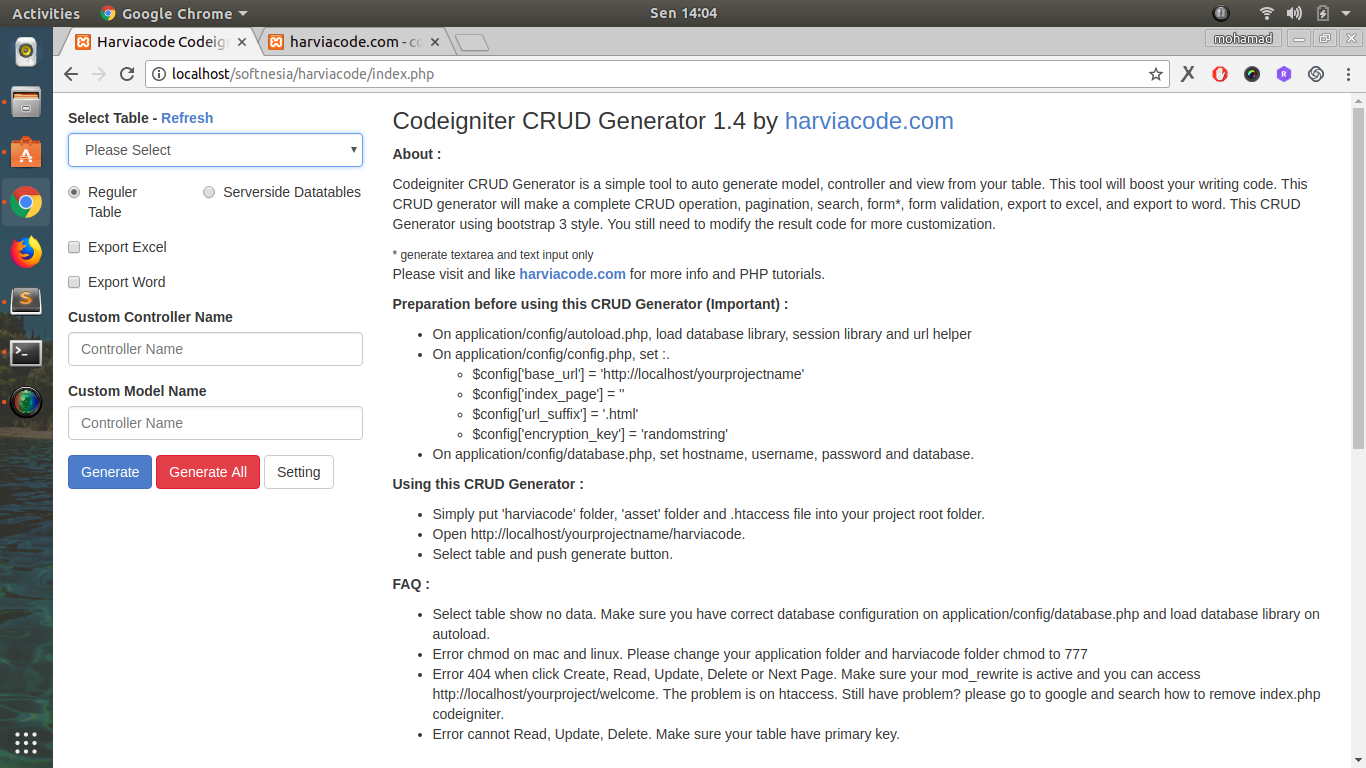 Activities
Google Chrome
Sen 14:04
Harviacode Codeig
harviacode.com - co
mohamad
localhost/softnesia/harviacode/index.php
Select Table - Refresh
Please Select
Reguler
Table
Serverside Datatables
Export Excel
Export Word
Custom Controller Name
Controller Name
Custom Model Name
Controller Name
Generate
Generate All
Setting
Codeigniter CRUD Generator 1.4 by harviacode.com
About :
Codeigniter CRUD Generator is a simple tool to auto generate model, controller and view from your table. This tool will boost your writing code. This
CRUD generator will make a complete CRUD operation, pagination, search, form*, form validation, export to excel, and export to word. This CRUD
Generator using bootstrap 3 style. You still need to modify the result code for more customization.
* generate textarea and text input only
Please visit and like harviacode.com for more info and PHP tutorials.
Preparation before using this CRUD Generator (Important) :
• On application/config/autoload.php, load database library, session library and url helper
• On application/config/config.php, set :.
◦ $config['base_url'] = 'http://localhost/yourprojectname'
◦ $config['index_page'] = ''
◦ $config['url_suffix'] = '.html'
◦ $config['encryption_key'] = 'randomstring'
• On application/config/database.php, set hostname, username, password and database.
Using this CRUD Generator :
• Simply put 'harviacode' folder, 'asset' folder and .htaccess file into your project root folder.
• Open http://localhost/yourprojectname/harviacode.
• Select table and push generate button.
FAQ :
• Select table show no data. Make sure you have correct database configuration on application/config/database.php and load database library on
autoload.
• Error chmod on mac and linux. Please change your application folder and harviacode folder chmod to 777
• Error 404 when click Create, Read, Update, Delete or Next Page. Make sure your mod_rewrite is active and you can access
http://localhost/yourproject/welcome. The problem is on htaccess. Still have problem? please go to google and search how to remove index.php
codeigniter.
• Error cannot Read, Update, Delete. Make sure your table have primary key.